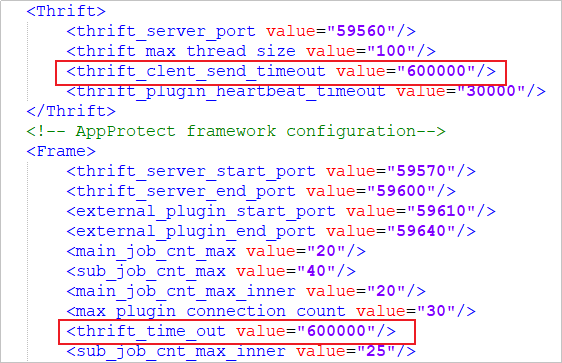 <Thrift>
<thrift_server_port value="59560"/>
<thrift_max_thread_size value="100"/>
<thrift_clent_send_timeout value="600000"/>
<thrift_plugin_heartbeat_timeout value="30000"/>
</Thrift>
<!-- AppProtect framework configuration-->
<Frame>
<thrift_server_start_port value="59570"/>
<thrift_server_end_port value="59600"/>
<external_plugin_start_port value="59610"/>
<external_plugin_end_port value="59640"/>
<main_job_cnt_max value="20"/>
<sub_job_cnt_max value="40"/>
<main_job_cnt_max_inner value="20"/>
<max_plugin_connection_count value="30"/>
<thrift_time_out value="600000"/>
<sub_job_cnt_max_inner value="25"/>